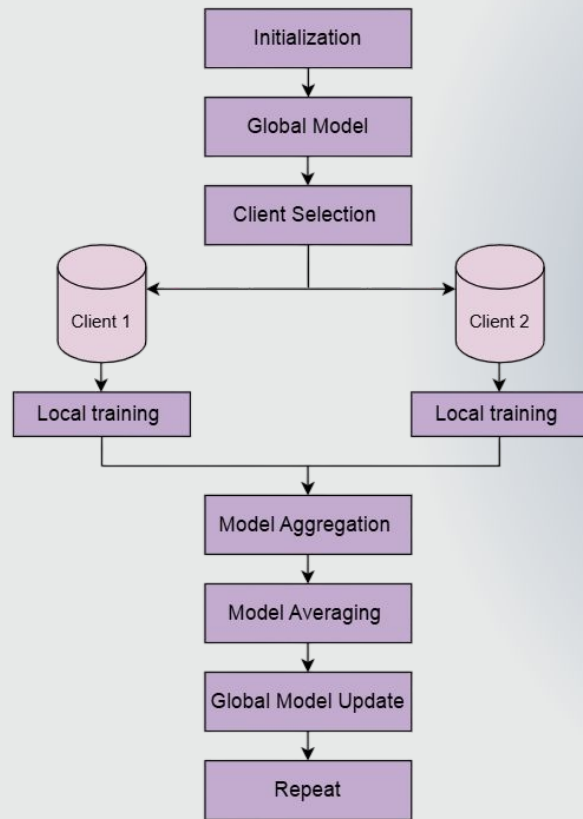 Initialization
Global Model
Client Selection
Client 1
Client 2
Local training
Local training
Model Aggregation
Model Averaging
Global Model Update
Repeat